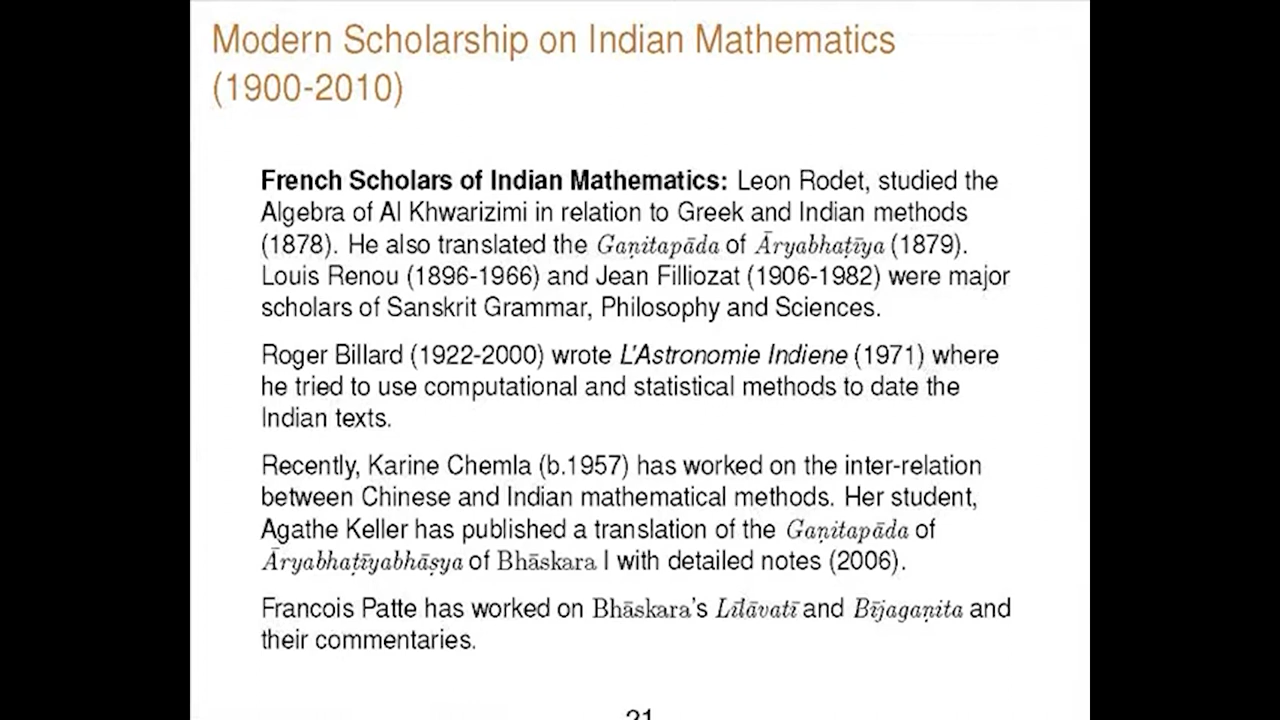 Modern Scholarship on Indian Mathematics
(1900-2010)
French Scholars of Indian Mathematics: Leon Rodet, studied the
Algebra of Al Khwarizimi in relation to Greek and Indian methods
(1878). He also translated the Gaṇitapāda of Āryabhaṭīya (1879).
Louis Renou (1896-1966) and Jean Filliozat (1906-1982) were major
scholars of Sanskrit Grammar, Philosophy and Sciences.
Roger Billard (1922-2000) wrote L'Astronomie Indiene (1971) where
he tried to use computational and statistical methods to date the
Indian texts.
Recently, Karine Chemla (b.1957) has worked on the inter-relation
between Chinese and Indian mathematical methods. Her student,
Agathe Keller has published a translation of the Gaṇitapāda of
Āryabhaṭīyabhāṣya of Bhāskara I with detailed notes (2006).
Francois Patte has worked on Bhāskara's Līlāvatī and Bījagaṇita and
their commentaries.
21